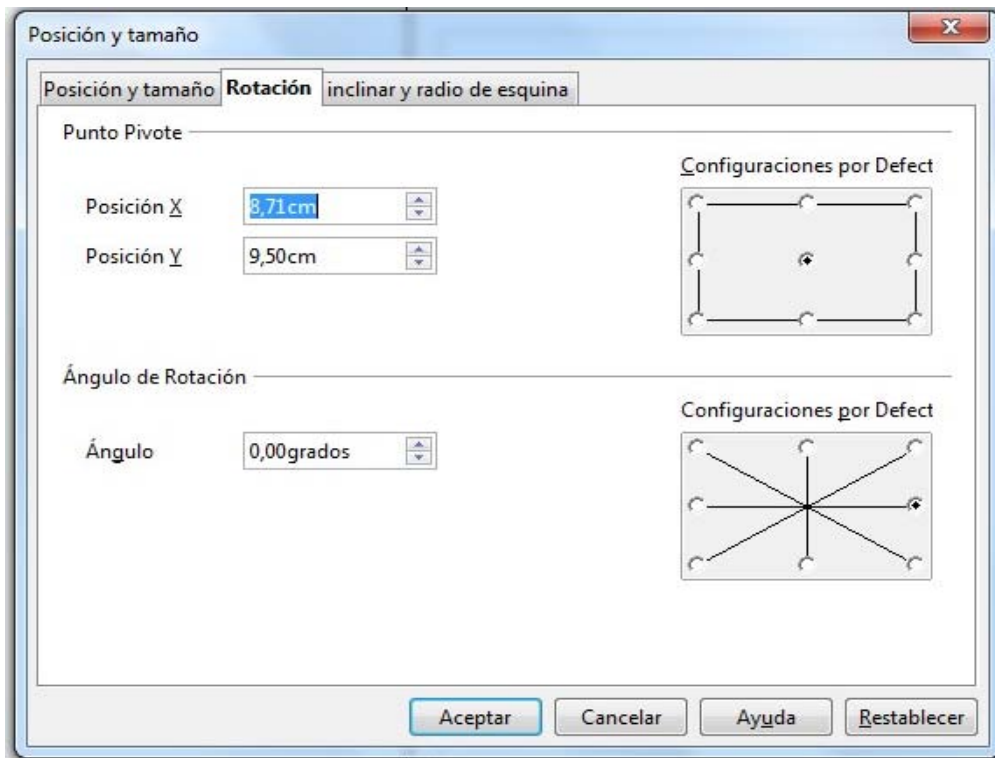 Posición y tamaño
Posición y tamaño Rotación inclinar y radio de esquina
Punto Pivote
Configuraciones por Defect
Posición X 8,71cm
Posición Y 9,50cm
Ángulo de Rotación
Configuraciones por Defect
Ángulo 0,00grados
Aceptar Cancelar Ayuda Restablecer